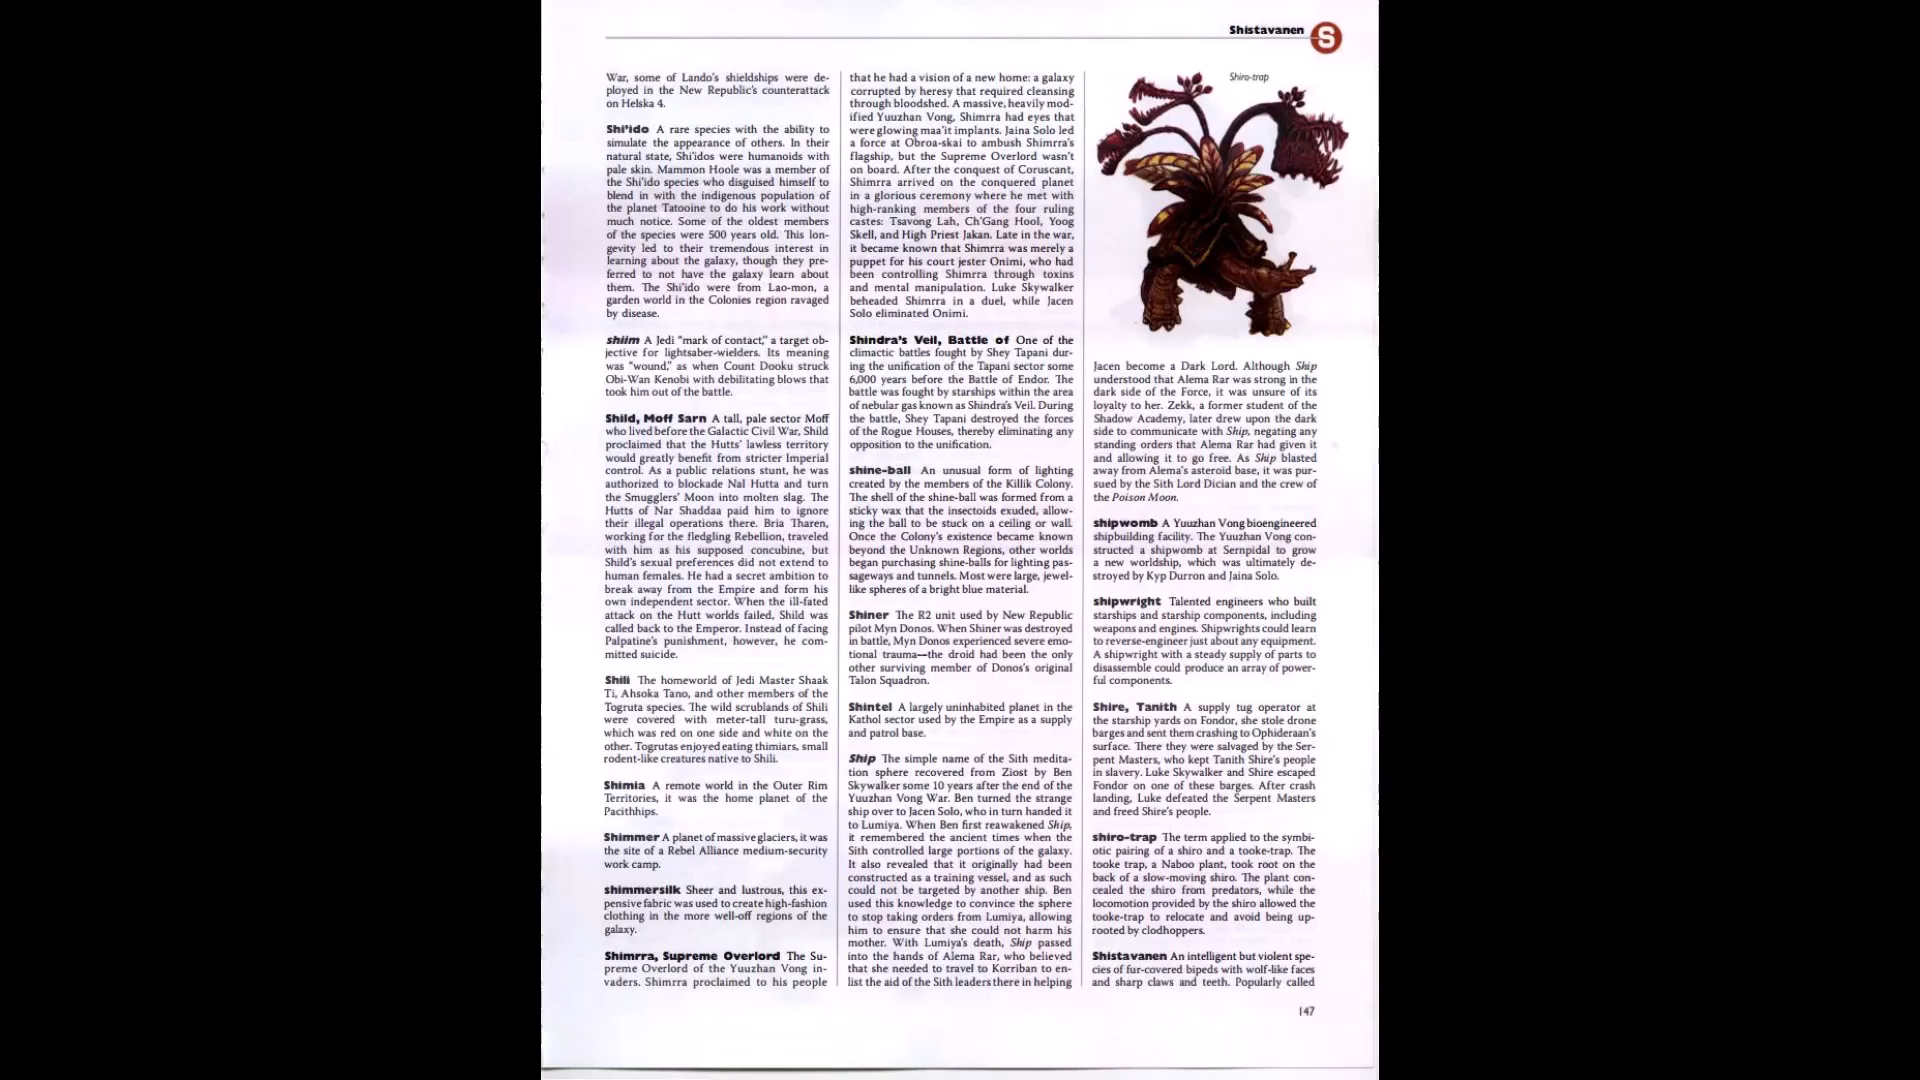 Shistavanen S
War, some of Lando's shieldships were de-
ployed in the New Republic's counterattack
on Helska 4.
Shi'ido A rare species with the ability to
simulate the appearance of others. In their
natural state, Shi'idos were humanoids with
pale skin. Mammon Hoole was a member of
the Shi'ido species who disguised himself to
blend in with the indigenous population of
the planet Tatooine to do his work without
much notice. Some of the oldest members
of the species were 500 years old. This lon-
gevity led to their tremendous interest in
learning about the galaxy, though they pre-
ferred to not have the galaxy learn about
them. The Shi'ido were from Lao-mon, a
garden world in the Colonies region ravaged
by disease.
shiim A Jedi "mark of contact," a target ob-
jective for lightsaber-wielders. Its meaning
was "wound," as when Count Dooku struck
Obi-Wan Kenobi with debilitating blows that
took him out of the battle.
Shild, Moff Sarn A tall, pale sector Moff
who lived before the Galactic Civil War, Shild
proclaimed that the Hutts' lawless territory
would greatly benefit from stricter Imperial
control. As a public relations stunt, he was
authorized to blockade Nal Hutta and turn
the Smugglers' Moon into molten slag. The
Hutts of Nar Shaddaa paid him to ignore
their illegal operations there. Bria Tharen,
working for the fledgling Rebellion, traveled
with him as his supposed concubine, but
Shild's sexual preferences did not extend to
human females. He had a secret ambition to
break away from the Empire and form his
own independent sector. When the ill-fated
attack on the Hutt worlds failed, Shild was
called back to the Emperor. Instead of facing
Palpatine's punishment, however, he com-
mitted suicide.
Shili The homeworld of Jedi Master Shaak
Ti, Ahsoka Tano, and other members of the
Togruta species. The wild scrublands of Shili
were covered with meter-tall turu-grass,
which was red on one side and white on the
other. Togrutas enjoyed eating thimiars, small
rodent-like creatures native to Shili.
Shimia A remote world in the Outer Rim
Territories, it was the home planet of the
Pacithhips.
Shimmer A planet of massive glaciers, it was
the site of a Rebel Alliance medium-security
work camp.
shimmersilk Sheer and lustrous, this ex-
pensive fabric was used to create high-fashion
clothing in the more well-off regions of the
galaxy.
Shimrra, Supreme Overlord The Su-
preme Overlord of the Yuuzhan Vong in-
vaders. Shimrra proclaimed to his people
that he had a vision of a new home: a galaxy
corrupted by heresy that required cleansing
through bloodshed. A massive, heavily mod-
ified Yuuzhan Vong, Shimrra had eyes that
were glowing maa'it implants. Jaina Solo led
a force at Obroa-skai to ambush Shimrra's
flagship, but the Supreme Overlord wasn't
on board. After the conquest of Coruscant,
Shimrra arrived on the conquered planet
in a glorious ceremony where he met with
high-ranking members of the four ruling
castes: Tsavong Lah, Ch'Gang Hool, Yoog
Skell, and High Priest Jakan. Late in the war,
it became known that Shimrra was merely a
puppet for his court jester Onimi, who had
been controlling Shimrra through toxins
and mental manipulation. Luke Skywalker
beheaded Shimrra in a duel, while Jacen
Solo eliminated Onimi.
Shindra's Veil, Battle of One of the
climactic battles fought by Shey Tapani dur-
ing the unification of the Tapani sector some
6,000 years before the Battle of Endor. The
battle was fought by starships within the area
of nebular gas known as Shindra's Veil. During
the battle, Shey Tapani destroyed the forces
of the Rogue Houses, thereby eliminating any
opposition to the unification.
shine-ball An unusual form of lighting
created by the members of the Killik Colony.
The shell of the shine-ball was formed from a
sticky wax that the insectoids exuded, allow-
ing the ball to be stuck on a ceiling or wall.
Once the Colony's existence became known
beyond the Unknown Regions, other worlds
began purchasing shine-balls for lighting pas-
sageways and tunnels. Most were large, jewel-
like spheres of a bright blue material.
Shiner The R2 unit used by New Republic
pilot Myn Donos. When Shiner was destroyed
in battle, Myn Donos experienced severe emo-
tional trauma—the droid had been the only
other surviving member of Donos's original
Talon Squadron.
Shintel A largely uninhabited planet in the
Kathol sector used by the Empire as a supply
and patrol base.
Ship The simple name of the Sith medita-
tion sphere recovered from Ziost by Ben
Skywalker some 10 years after the end of the
Yuuzhan Vong War. Ben turned the strange
ship over to Jacen Solo, who in turn handed it
to Lumiya. When Ben first reawakened Ship,
it remembered the ancient times when the
Sith controlled large portions of the galaxy.
It also revealed that it originally had been
constructed as a training vessel, and as such
could not be targeted by another ship. Ben
used this knowledge to convince the sphere
to stop taking orders from Lumiya, allowing
him to ensure that she could not harm his
mother. With Lumiya's death, Ship passed
into the hands of Alema Rar, who believed
that she needed to travel to Korriban to en-
list the aid of the Sith leaders there in helping
Shiro-trap
Jacen become a Dark Lord. Although Ship
understood that Alema Rar was strong in the
dark side of the Force, it was unsure of its
loyalty to her. Zekk, a former student of the
Shadow Academy, later drew upon the dark
side to communicate with Ship, negating any
standing orders that Alema Rar had given it
and allowing it to go free. As Ship blasted
away from Alema's asteroid base, it was pur-
sued by the Sith Lord Dician and the crew of
the Poison Moon.
shipwomb A Yuuzhan Vong bioengineered
shipbuilding facility. The Yuuzhan Vong con-
structed a shipwomb at Sernpidal to grow
a new worldship, which was ultimately de-
stroyed by Kyp Durron and Jaina Solo.
shipwright Talented engineers who built
starships and starship components, including
weapons and engines. Shipwrights could learn
to reverse-engineer just about any equipment.
A shipwright with a steady supply of parts to
disassemble could produce an array of power-
ful components.
Shire, Tanith A supply tug operator at
the starship yards on Fondor, she stole drone
barges and sent them crashing to Ophideraan's
surface. There they were salvaged by the Ser-
pent Masters, who kept Tanith Shire's people
in slavery. Luke Skywalker and Shire escaped
Fondor on one of these barges. After crash
landing, Luke defeated the Serpent Masters
and freed Shire's people.
shiro-trap The term applied to the symbi-
otic pairing of a shiro and a tooke-trap. The
tooke trap, a Naboo plant, took root on the
back of a slow-moving shiro. The plant con-
cealed the shiro from predators, while the
locomotion provided by the shiro allowed the
tooke-trap to relocate and avoid being up-
rooted by clodhoppers.
Shistavanen An intelligent but violent spe-
cies of fur-covered bipeds with wolf-like faces
and sharp claws and teeth. Popularly called
147